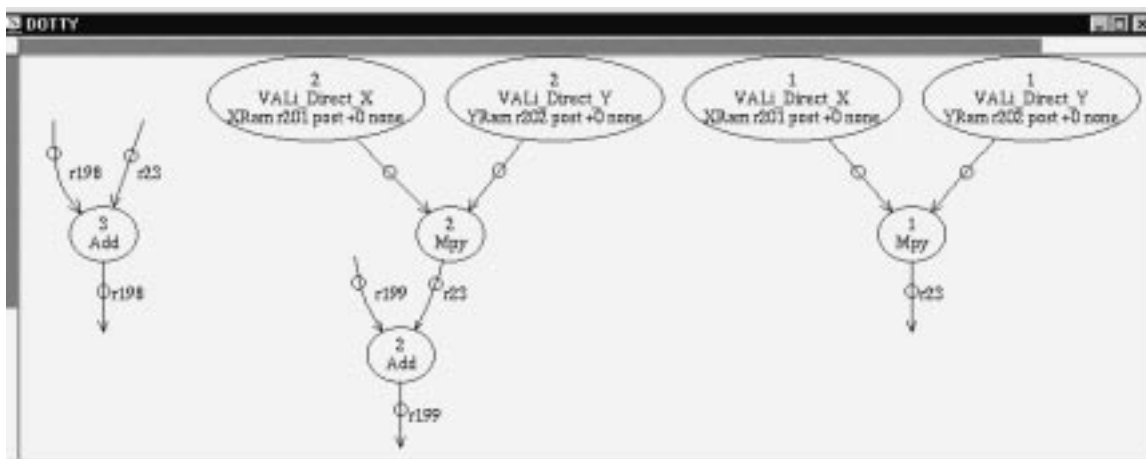 DOTTY
2
VALi_Direct_X
XRam r201 post +0 none
2
VALi_Direct_Y
YRam r202 post +0 none
1
VALi_Direct_X
XRam r201 post +0 none
1
VALi_Direct_Y
YRam r202 post +0 none
r198
r23
3
Add
r198
2
Mpy
r199
r23
2
Add
r199
1
Mpy
r23